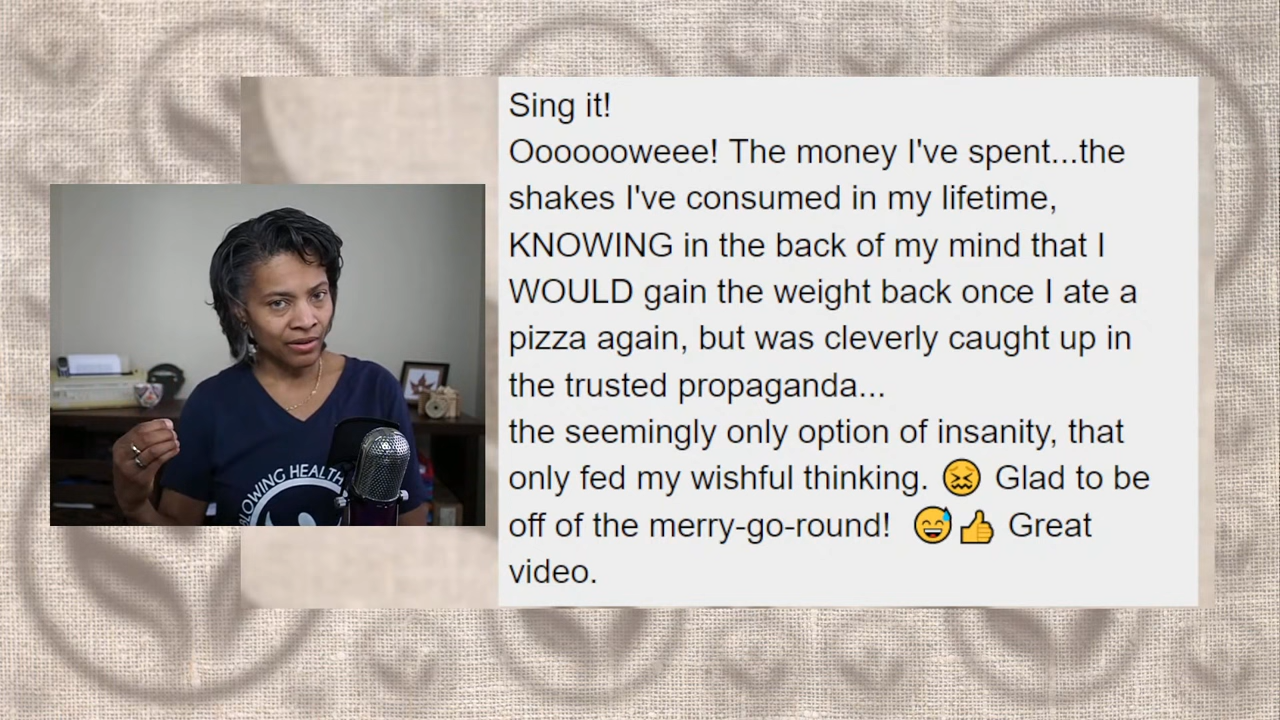 Sing it!
Ooooooweee! The money I've spent...the
shakes I've consumed in my lifetime,
KNOWING in the back of my mind that I
WOULD gain the weight back once I ate a
pizza again, but was cleverly caught up in
the trusted propaganda...
the seemingly only option of insanity, that
only fed my wishful thinking. 😖 Glad to be
off of the merry-go-round! 😅👍 Great
video.
LOWING HEALTH